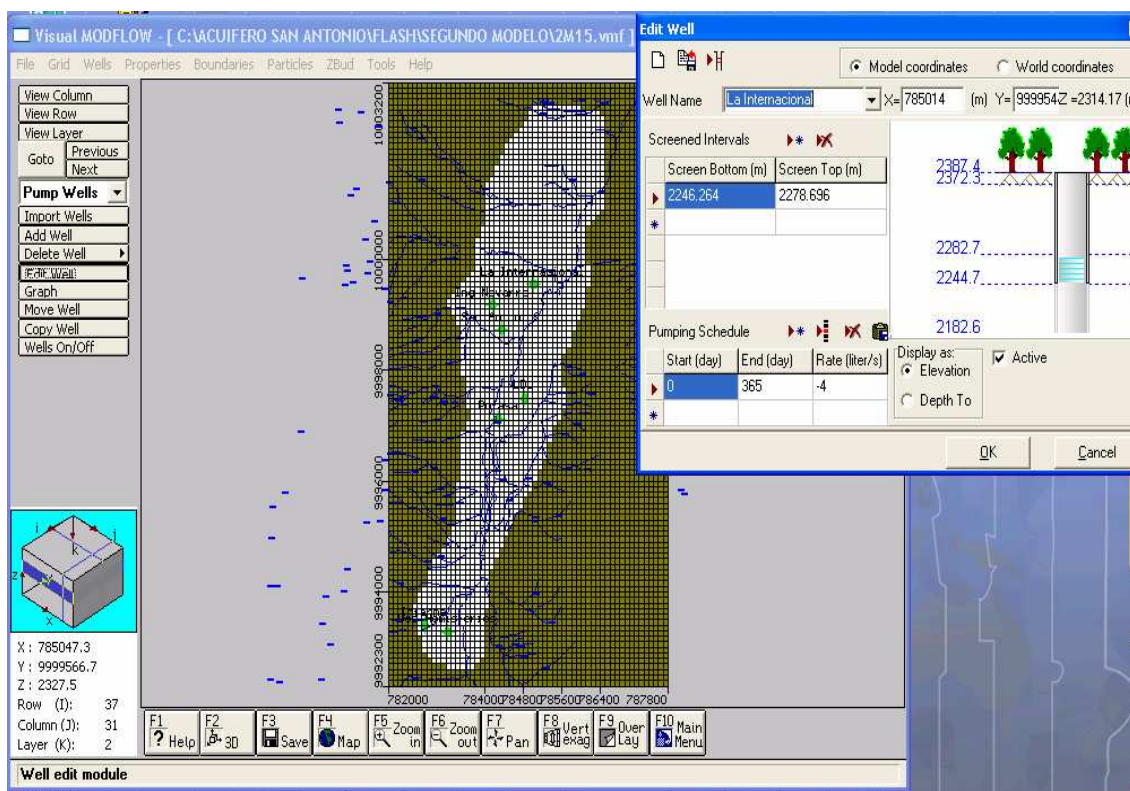 Visual MODFLOW - [ C:\ACUIFERO SAN ANTONIO\FLASH\SEGUNDO MODELO\2M15.vmf ]
File Grid Wells Properties Boundaries Particles ZBud Tools Help
View Column
View Row
View Layer
Goto
Previous
Next
Pump Wells
Import Wells
Add Well
Delete Well
Edit Well
Graph
Move Well
Copy Well
Wells On/Off
X : 785047.3
Y : 9999566.7
Z : 2327.5
Row (I): 37
Column (J): 31
Layer (K): 2
10003200
10000000
9998000
9996000
9994000
9992300
782000 784000 784800 785600 786400 787800
F1 ? Help
F2 3D
F3 Save
F4 Map
F5 Zoom in
F6 Zoom out
F7 Pan
F8 Vert exag
F9 Over Lay
F10 Main Menu
Well edit module
Edit Well
Model coordinates
World coordinates
Well Name
La Internacional
X= 785014 (m) Y= 999954 Z =2314.17
Screened Intervals
Screen Bottom (m) Screen Top (m)
2246.264 2278.696
2387.4
2372.3
2282.7
2244.7
2182.6
Pumping Schedule
Start (day) End (day) Rate (liter/s)
0 365 -4
Display as:
Elevation
Depth To
Active
OK
Cancel